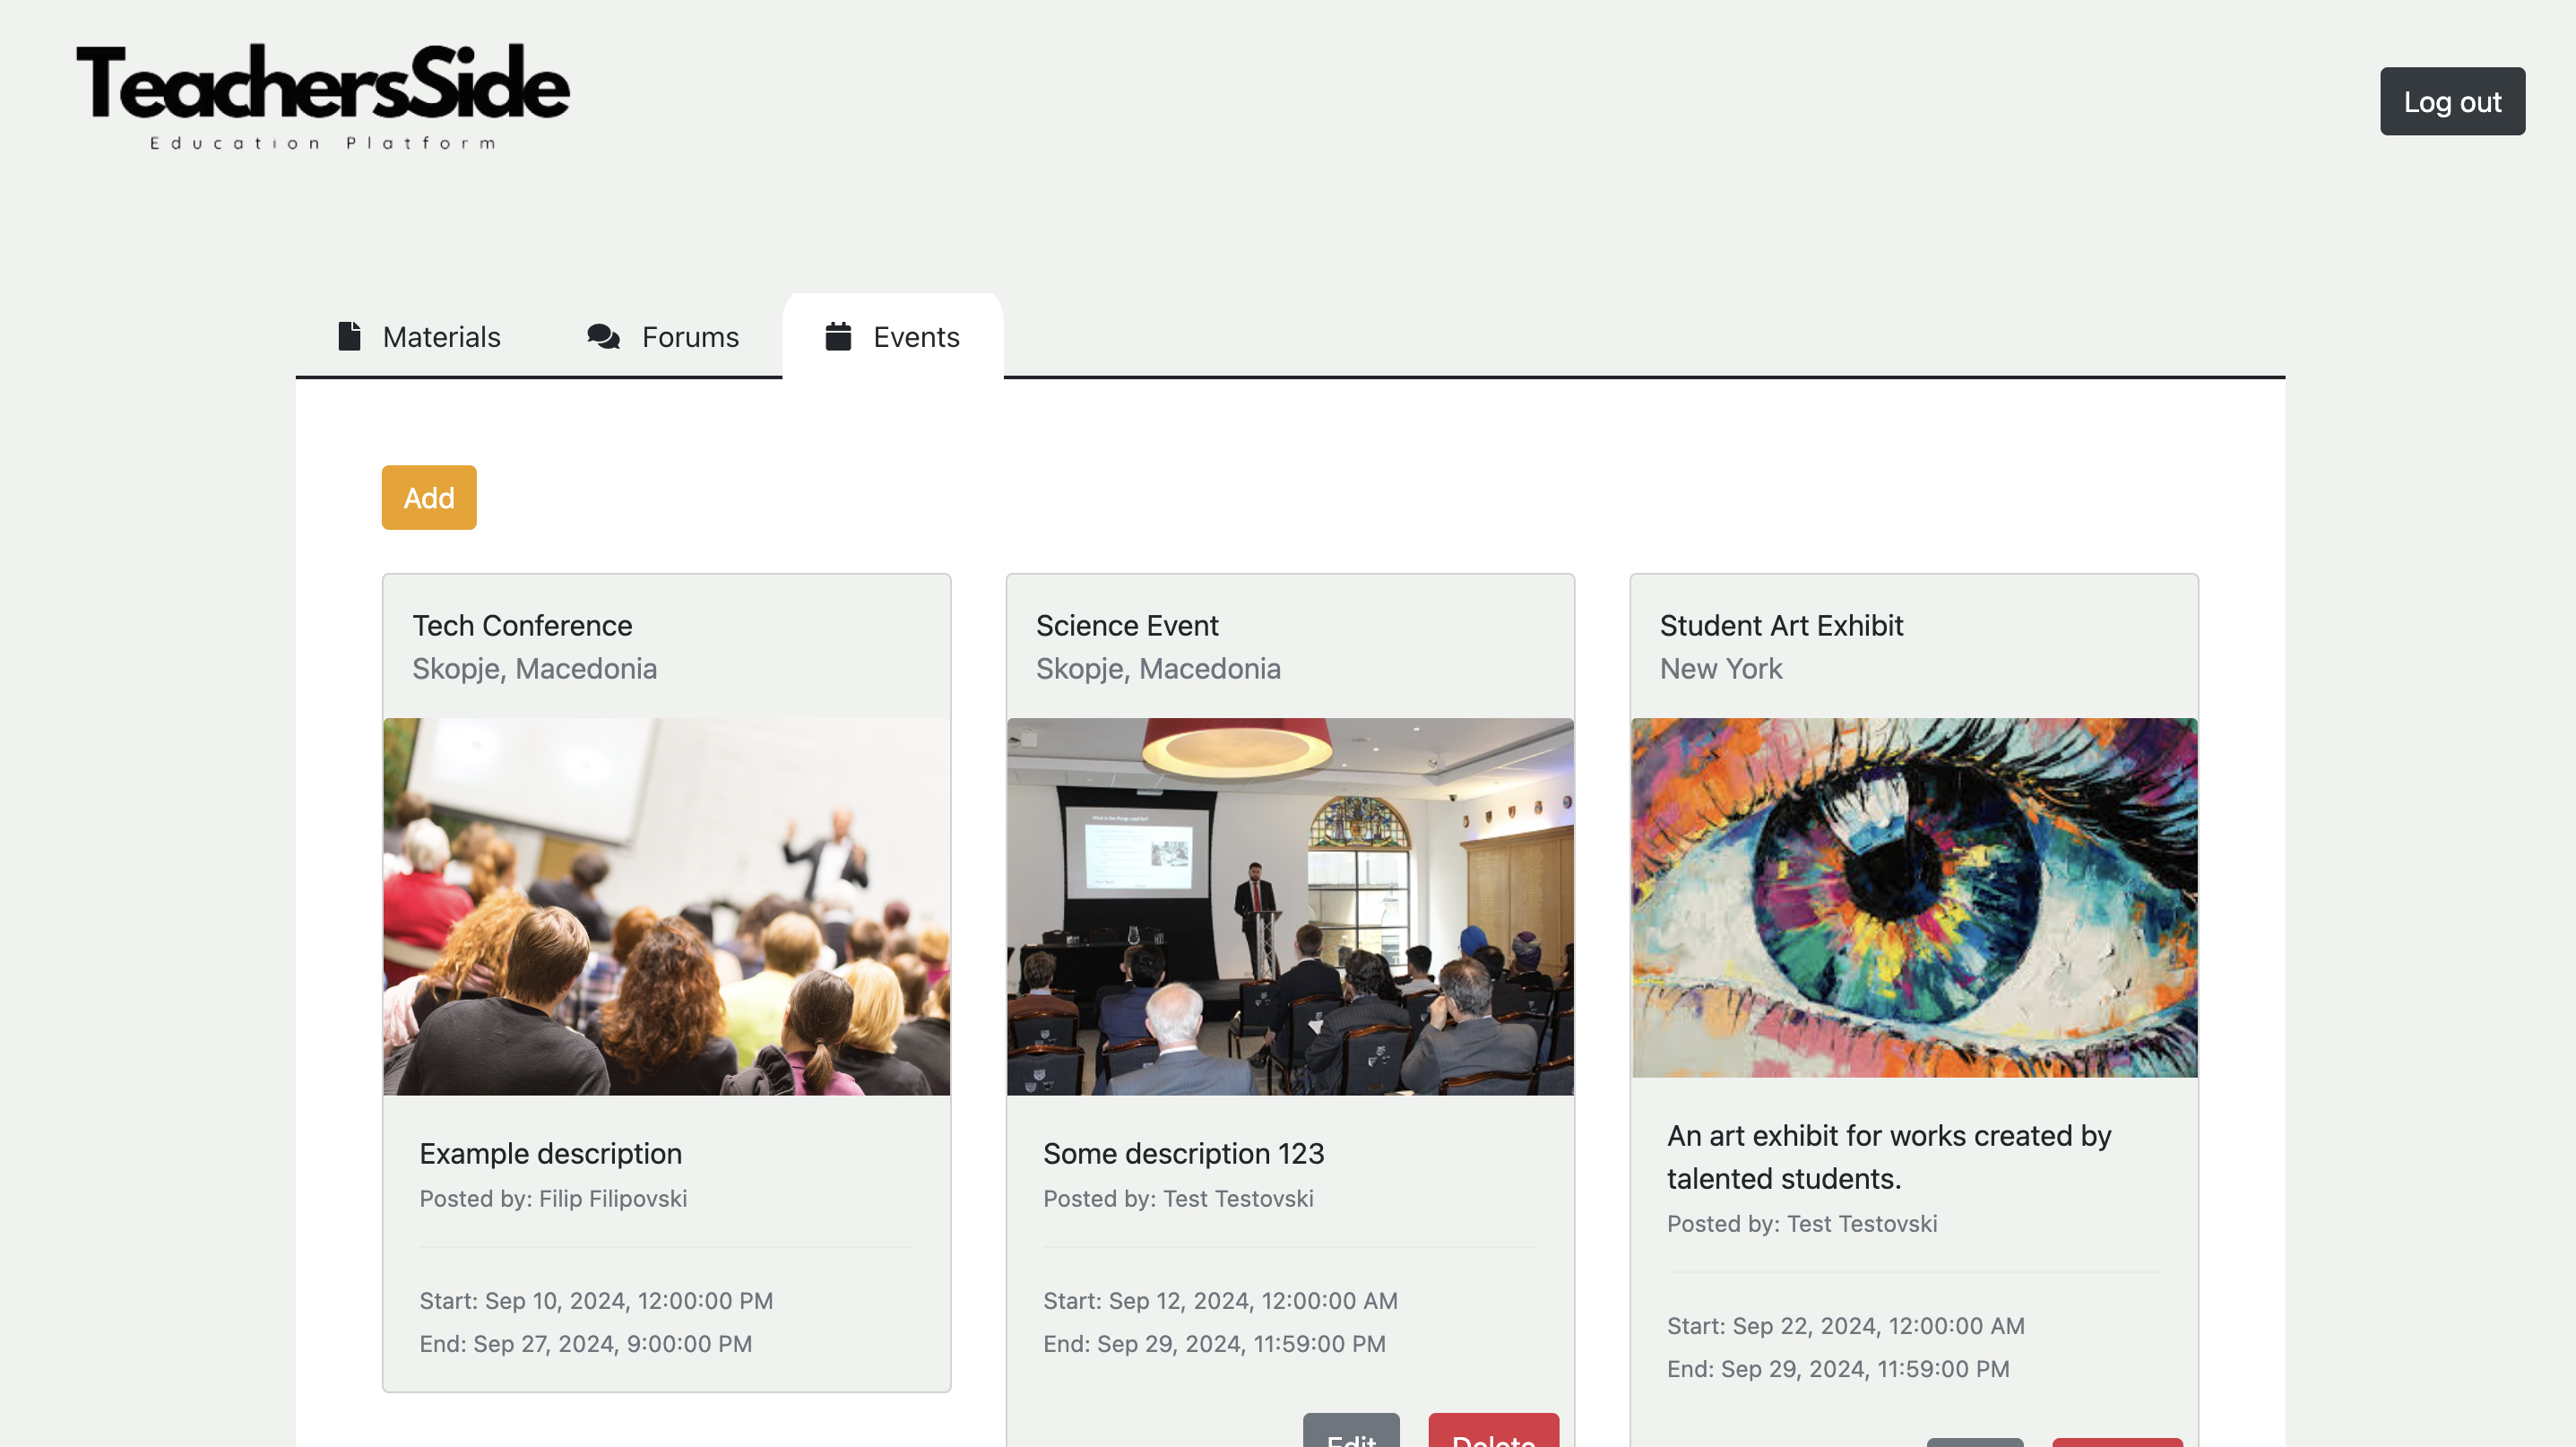 TeachersSide
Education Platform
Log out
Materials
Forums
Events
Add
Tech Conference
Skopje, Macedonia
Example description
Posted by: Filip Filipovski
Start: Sep 10, 2024, 12:00:00 PM
End: Sep 27, 2024, 9:00:00 PM
Science Event
Skopje, Macedonia
Some description 123
Posted by: Test Testovski
Start: Sep 12, 2024, 12:00:00 AM
End: Sep 29, 2024, 11:59:00 PM
Edit
Delete
Student Art Exhibit
New York
An art exhibit for works created by
talented students.
Posted by: Test Testovski
Start: Sep 22, 2024, 12:00:00 AM
End: Sep 29, 2024, 11:59:00 PM